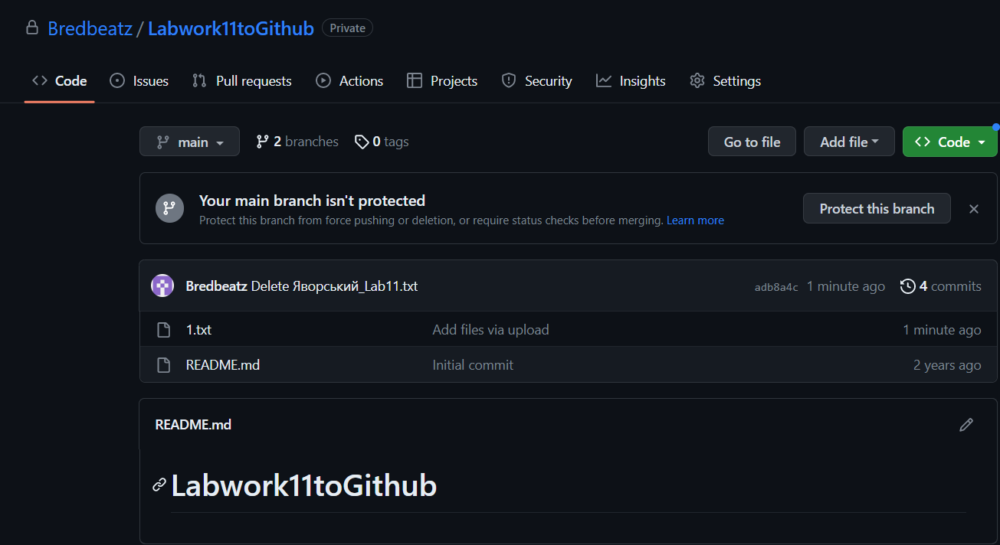 Bredbeatz / Labwork11toGithub Private
Code Issues Pull requests Actions Projects Security Insights Settings
main 2 branches 0 tags Go to file Add file Code
Your main branch isn't protected
Protect this branch from force pushing or deletion, or require status checks before merging. Learn more
Protect this branch
Bredbeatz Delete Яворський_Lab11.txt adb8a4c 1 minute ago 4 commits
1.txt Add files via upload 1 minute ago
README.md Initial commit 2 years ago
README.md
Labwork11toGithub